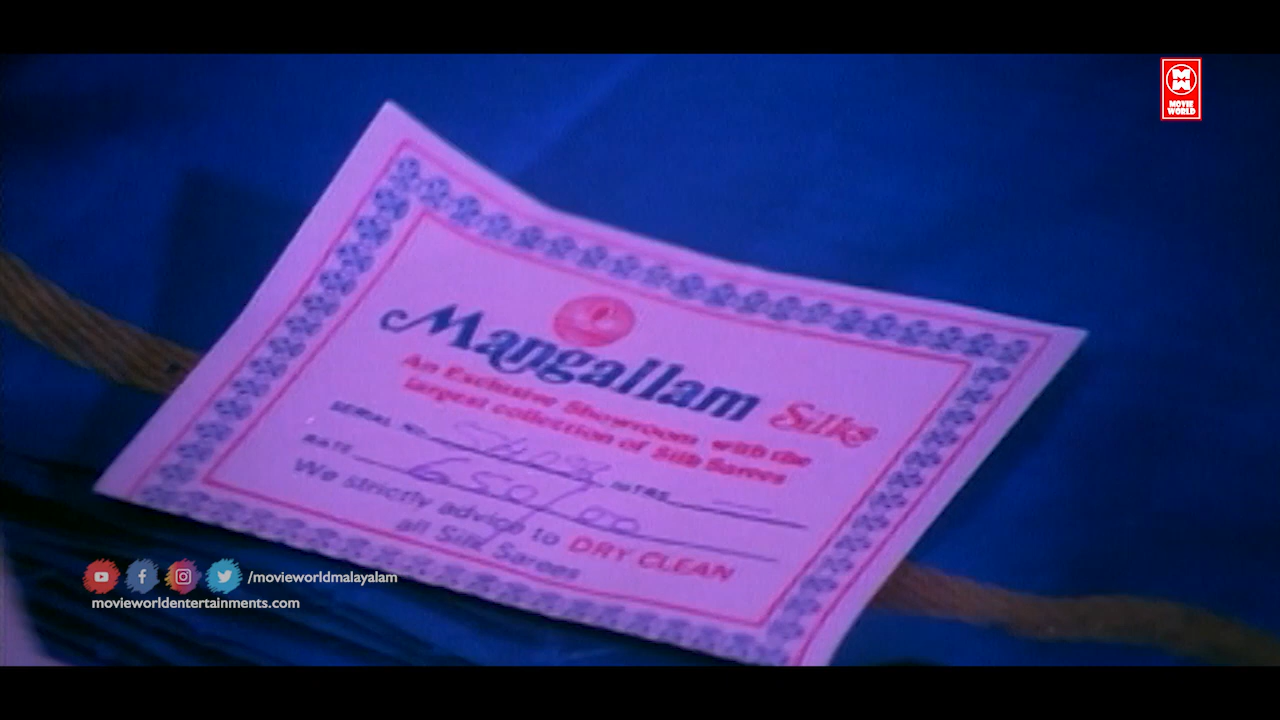 MOVIE
WORLD
Mangallam Silks
An Exclusive Showroom with the
largest collection of Silk Sarees
SERIAL No. MTRS
RATE 650/00
We strictly advice to DRY CLEAN
all Silk Sarees
/movieworldmalayalam
movieworldentertainments.com